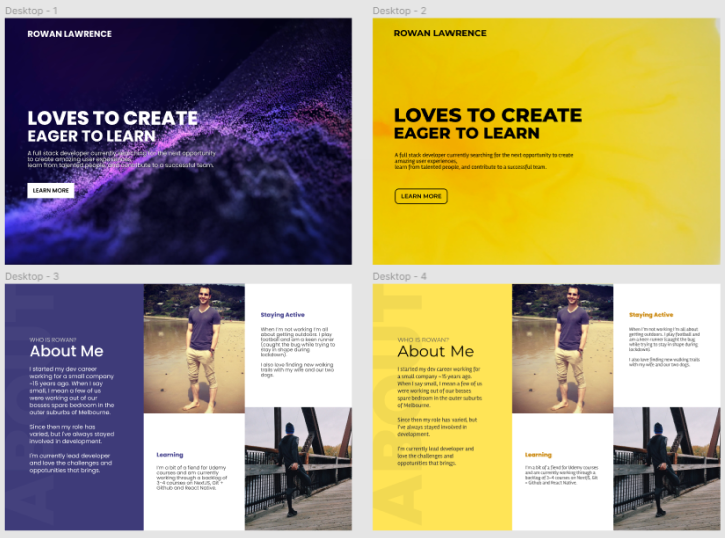 Desktop - 1
ROWAN LAWRENCE
LOVES TO CREATE
EAGER TO LEARN
A full stack developer currently searching for the next opportunity
to create amazing user experiences,
learn from talented people, and contribute to a successful team.
LEARN MORE
Desktop - 2
ROWAN LAWRENCE
LOVES TO CREATE
EAGER TO LEARN
A full stack developer currently searching for the next opportunity to create
amazing user experiences,
learn from talented people, and contribute to a successful team.
LEARN MORE
Desktop - 3
ABOUT
WHO IS ROWAN?
About Me
I started my dev career
working for a small company
~15 years ago. When I say
small, I mean a few of us
were working out of our
bosses spare bedroom in the
outer suburbs of Melbourne.
Since then my role has
varied, but I've always stayed
involved in development.
I'm currently lead developer
and love the challenges and
oppotunities that brings.
Staying Active
When I'm not working I'm all
about getting outdoors. I play
football and am a keen runner
(caught the bug while trying to
stay in shape during
lockdown).
I also love finding new walking
trails with my wife and our two
dogs.
Learning
I'm a bit of a fiend for Udemy
courses and am currently
working through a backlog of
3-4 courses on NextJS, Git +
Github and React Native.
Desktop - 4
ABOUT
WHO IS ROWAN?
About Me
I started my dev career working for
a small company ~15 years ago.
When I say small, I mean a few of us
were working out of our bosses
spare bedroom in the outer suburbs
of Melbourne.
Since then my role has varied, but
I've always stayed involved in
development.
I'm currently lead developer and
love the challenges and
oppotunities that brings.
Staying Active
When I'm not working I'm all about
getting outdoors. I play football and
am a keen runner (caught the bug
while trying to stay in shape during
lockdown)
I also love finding new walking trails
with my wife and our two dogs.
Learning
I'm a bit of a fiend for Udemy courses
and am currently working through a
backlog of 3-4 courses on NextJS, Git
+ Github and React Native.